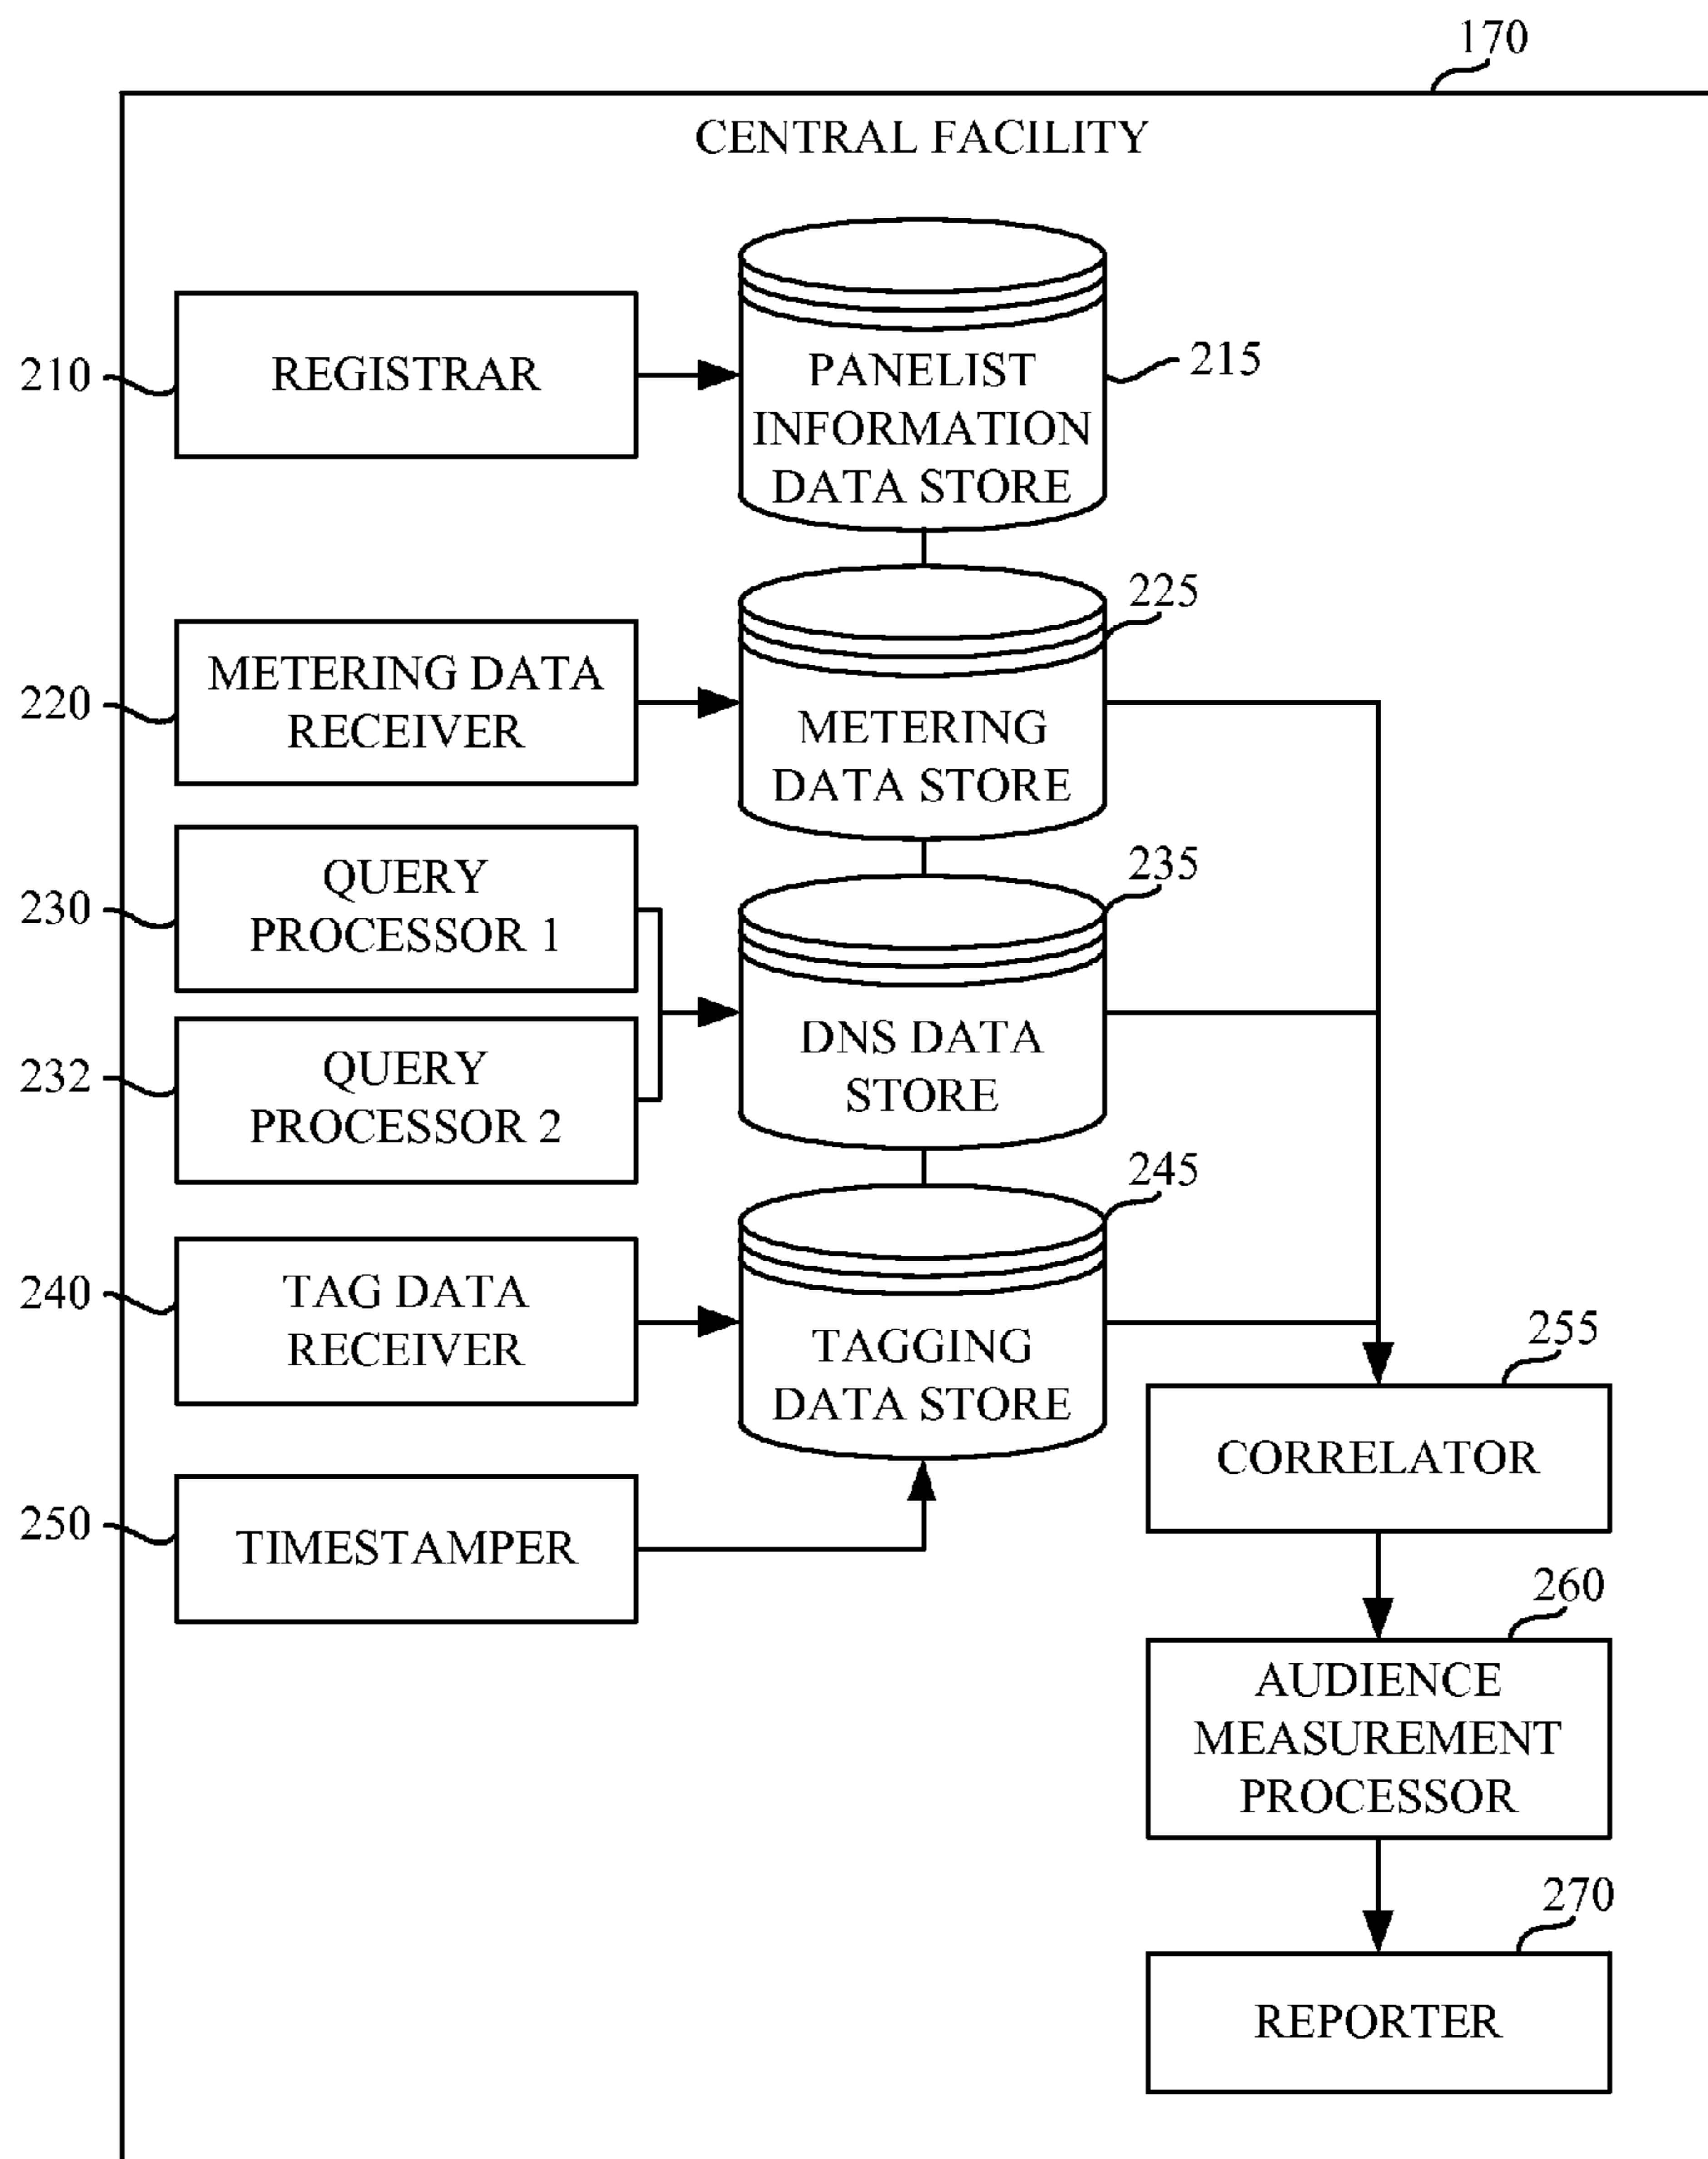 170
CENTRAL FACILITY
210
REGISTRAR
PANELIST
INFORMATION
DATA STORE
215
220
METERING DATA
RECEIVER
METERING
DATA STORE
225
230
QUERY
PROCESSOR 1
232
QUERY
PROCESSOR 2
DNS DATA
STORE
235
240
TAG DATA
RECEIVER
TAGGING
DATA STORE
245
250
TIMESTAMPER
255
CORRELATOR
260
AUDIENCE
MEASUREMENT
PROCESSOR
270
REPORTER